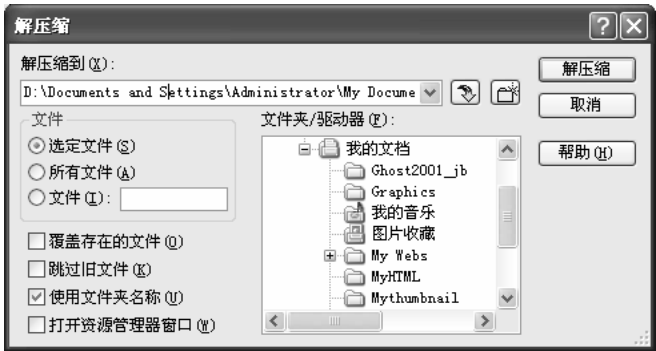 解压缩
解压缩到(X):
D:\Documents and Settings\Administrator\My Docume
文件
选定文件(S)
所有文件(A)
文件(I):
覆盖存在的文件(O)
跳过旧文件(K)
使用文件夹名称(U)
打开资源管理器窗口(W)
文件夹/驱动器(F):
我的文档
Ghost2001_jb
Graphics
我的音乐
图片收藏
My Webs
MyHTML
Mythumbnail
解压缩
取消
帮助(H)